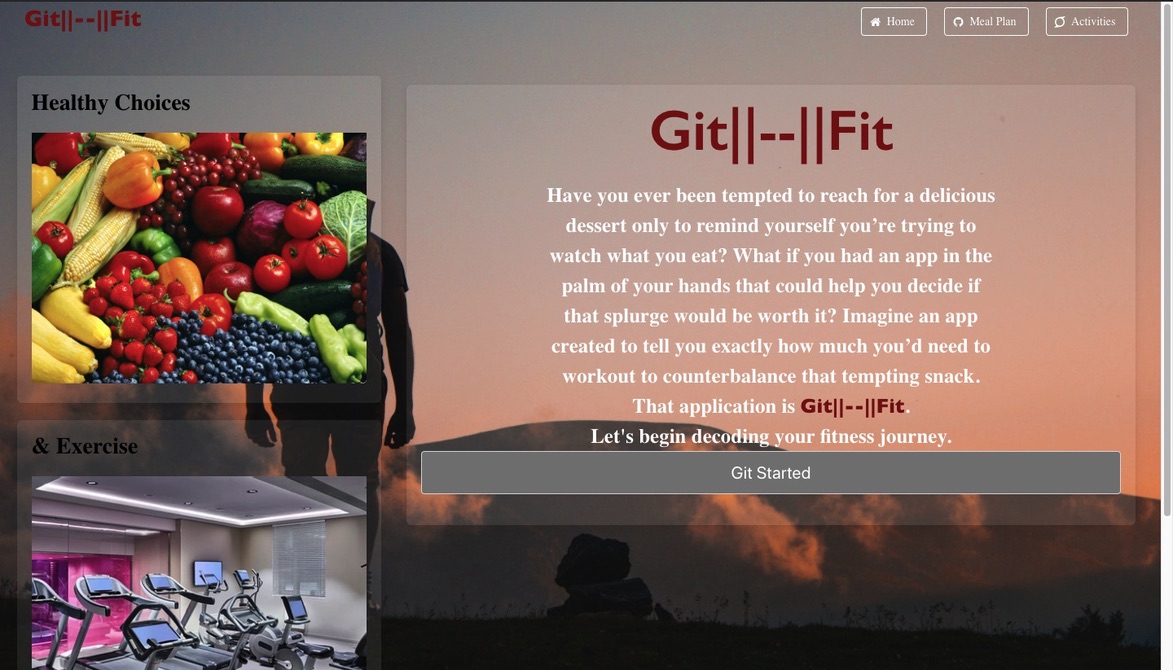 Git||--||Fit
Home
Meal Plan
Activities
Healthy Choices
& Exercise
Git||--||Fit
Have you ever been tempted to reach for a delicious
dessert only to remind yourself you’re trying to
watch what you eat? What if you had an app in the
palm of your hands that could help you decide if
that splurge would be worth it? Imagine an app
created to tell you exactly how much you’d need to
workout to counterbalance that tempting snack.
That application is Git||--||Fit.
Let's begin decoding your fitness journey.
Git Started